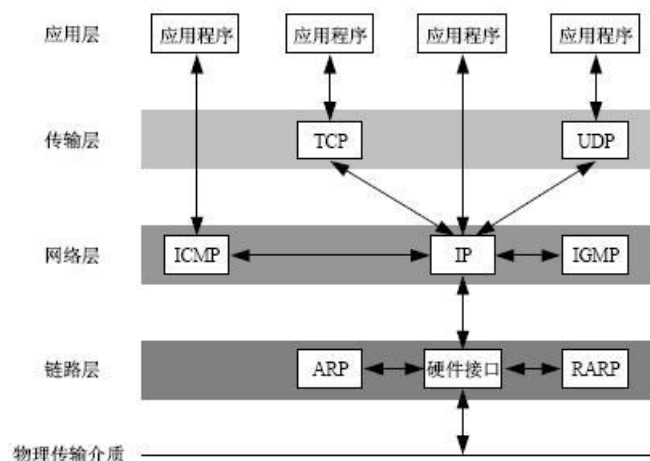 应用层 应用程序 应用程序 应用程序 应用程序
传输层 TCP UDP
网络层 ICMP IP IGMP
链路层 ARP 硬件接口 RARP
物理传输介质